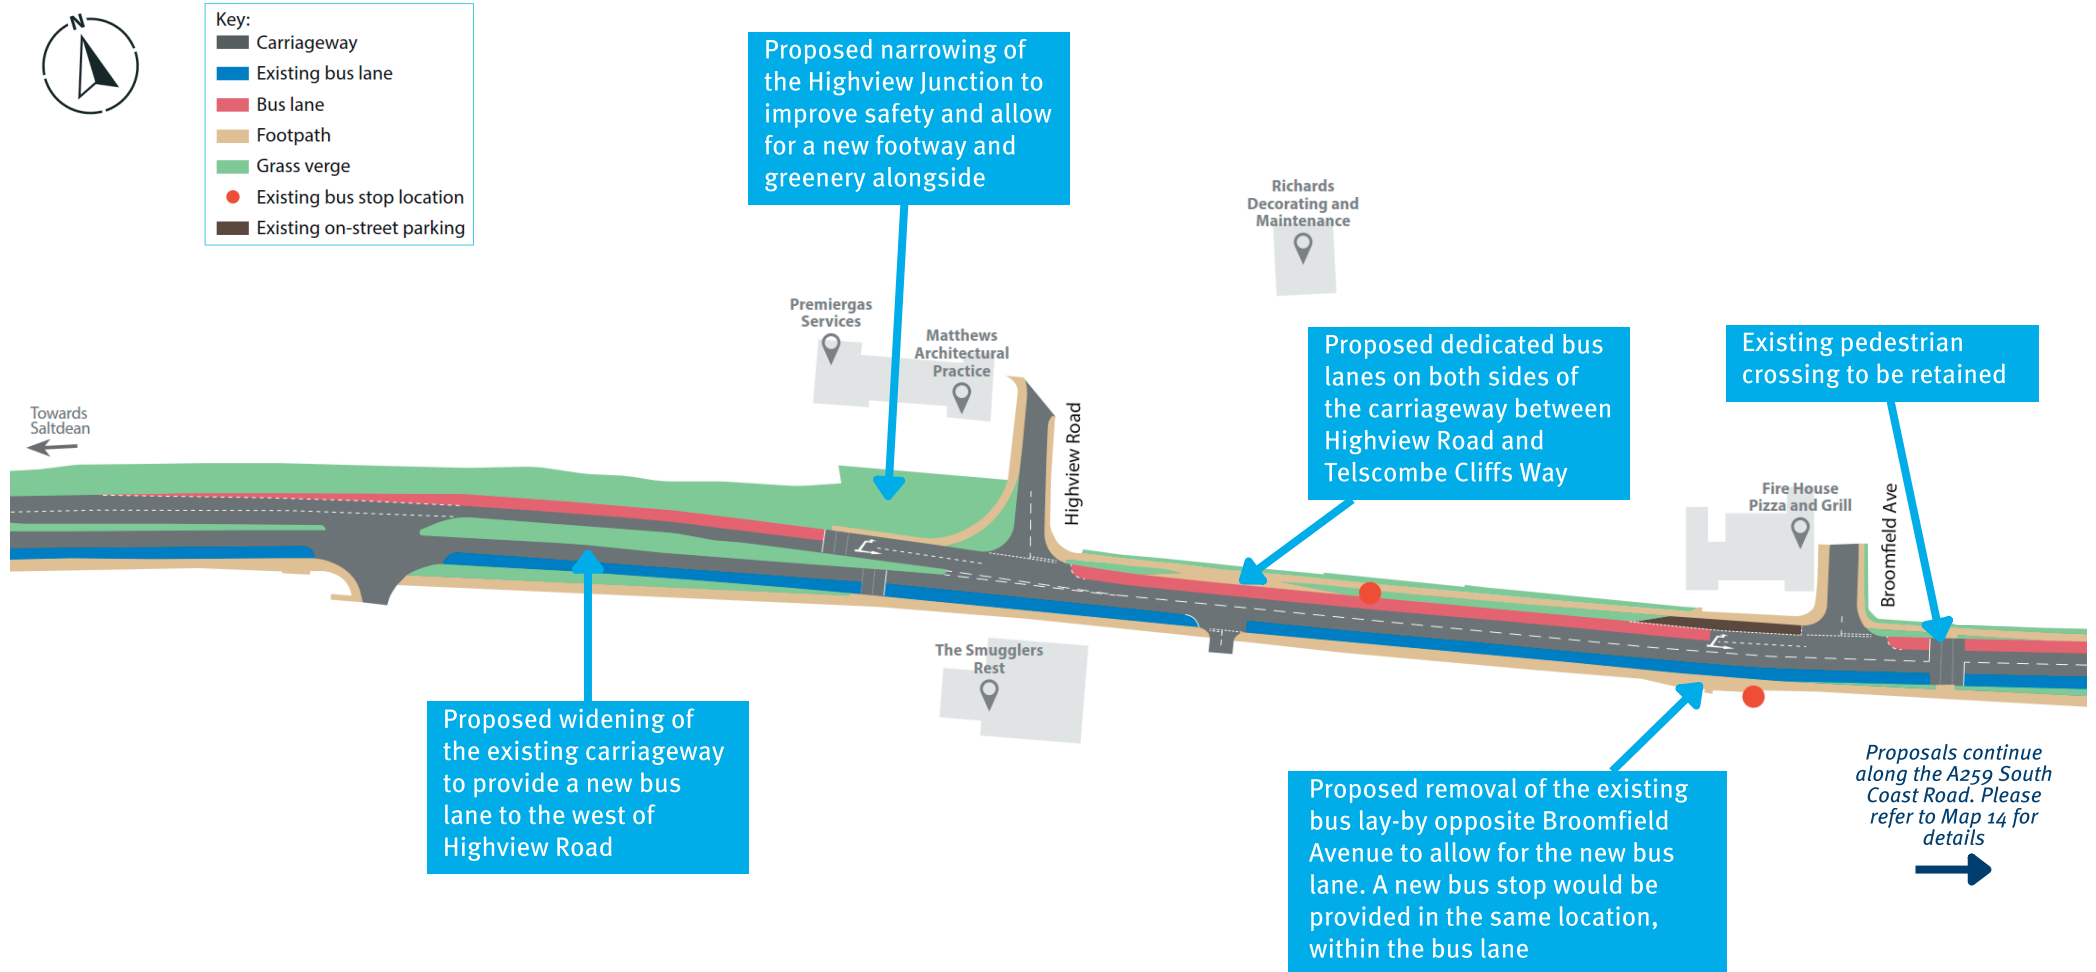 N
Key:
Carriageway
Existing bus lane
Bus lane
Footpath
Grass verge
Existing bus stop location
Existing on-street parking
Proposed narrowing of
the Highview Junction to
improve safety and allow
for a new footway and
greenery alongside
Richards
Decorating and
Maintenance
Premiergas
Services
Matthews
Architectural
Practice
Proposed dedicated bus
lanes on both sides of
the carriageway between
Highview Road and
Telscombe Cliffs Way
Existing pedestrian
crossing to be retained
Towards
Saltdean
Highview Road
Fire House
Pizza and Grill
Broomfield Ave
The Smugglers
Rest
Proposed widening of
the existing carriageway
to provide a new bus
lane to the west of
Highview Road
Proposed removal of the existing
bus lay-by opposite Broomfield
Avenue to allow for the new bus
lane. A new bus stop would be
provided in the same location,
within the bus lane
Proposals continue
along the A259 South
Coast Road. Please
refer to Map 14 for
details